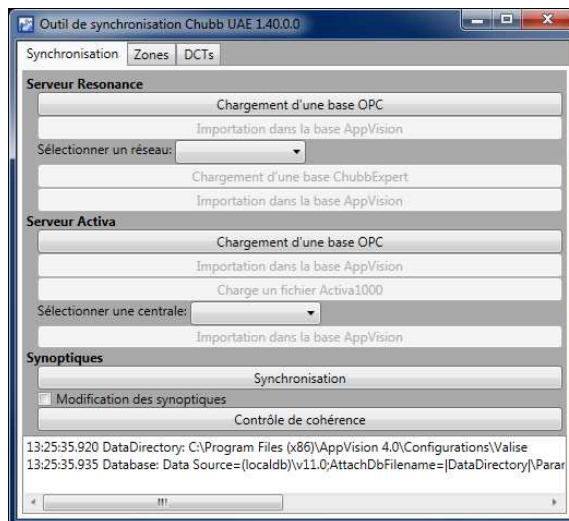 Outil de synchronisation Chubb UAE 1.40.0.0
Synchronisation Zones DCTs
Serveur Resonance
Chargement d'une base OPC
Importation dans la base AppVision
Sélectionner un réseau:
Chargement d'une base ChubbExpert
Importation dans la base AppVision
Serveur Activa
Chargement d'une base OPC
Importation dans la base AppVision
Charge un fichier Activa1000
Sélectionner une centrale:
Importation dans la base AppVision
Synoptiques
Synchronisation
Modification des synoptiques
Contrôle de cohérence
13:25:35.920 DataDirectory: C:\Program Files (x86)\AppVision 4.0\Configurations\Valise
13:25:35.935 Database: Data Source=(localdb)\v11.0;AttachDbFilename=|DataDirectory|\Paran